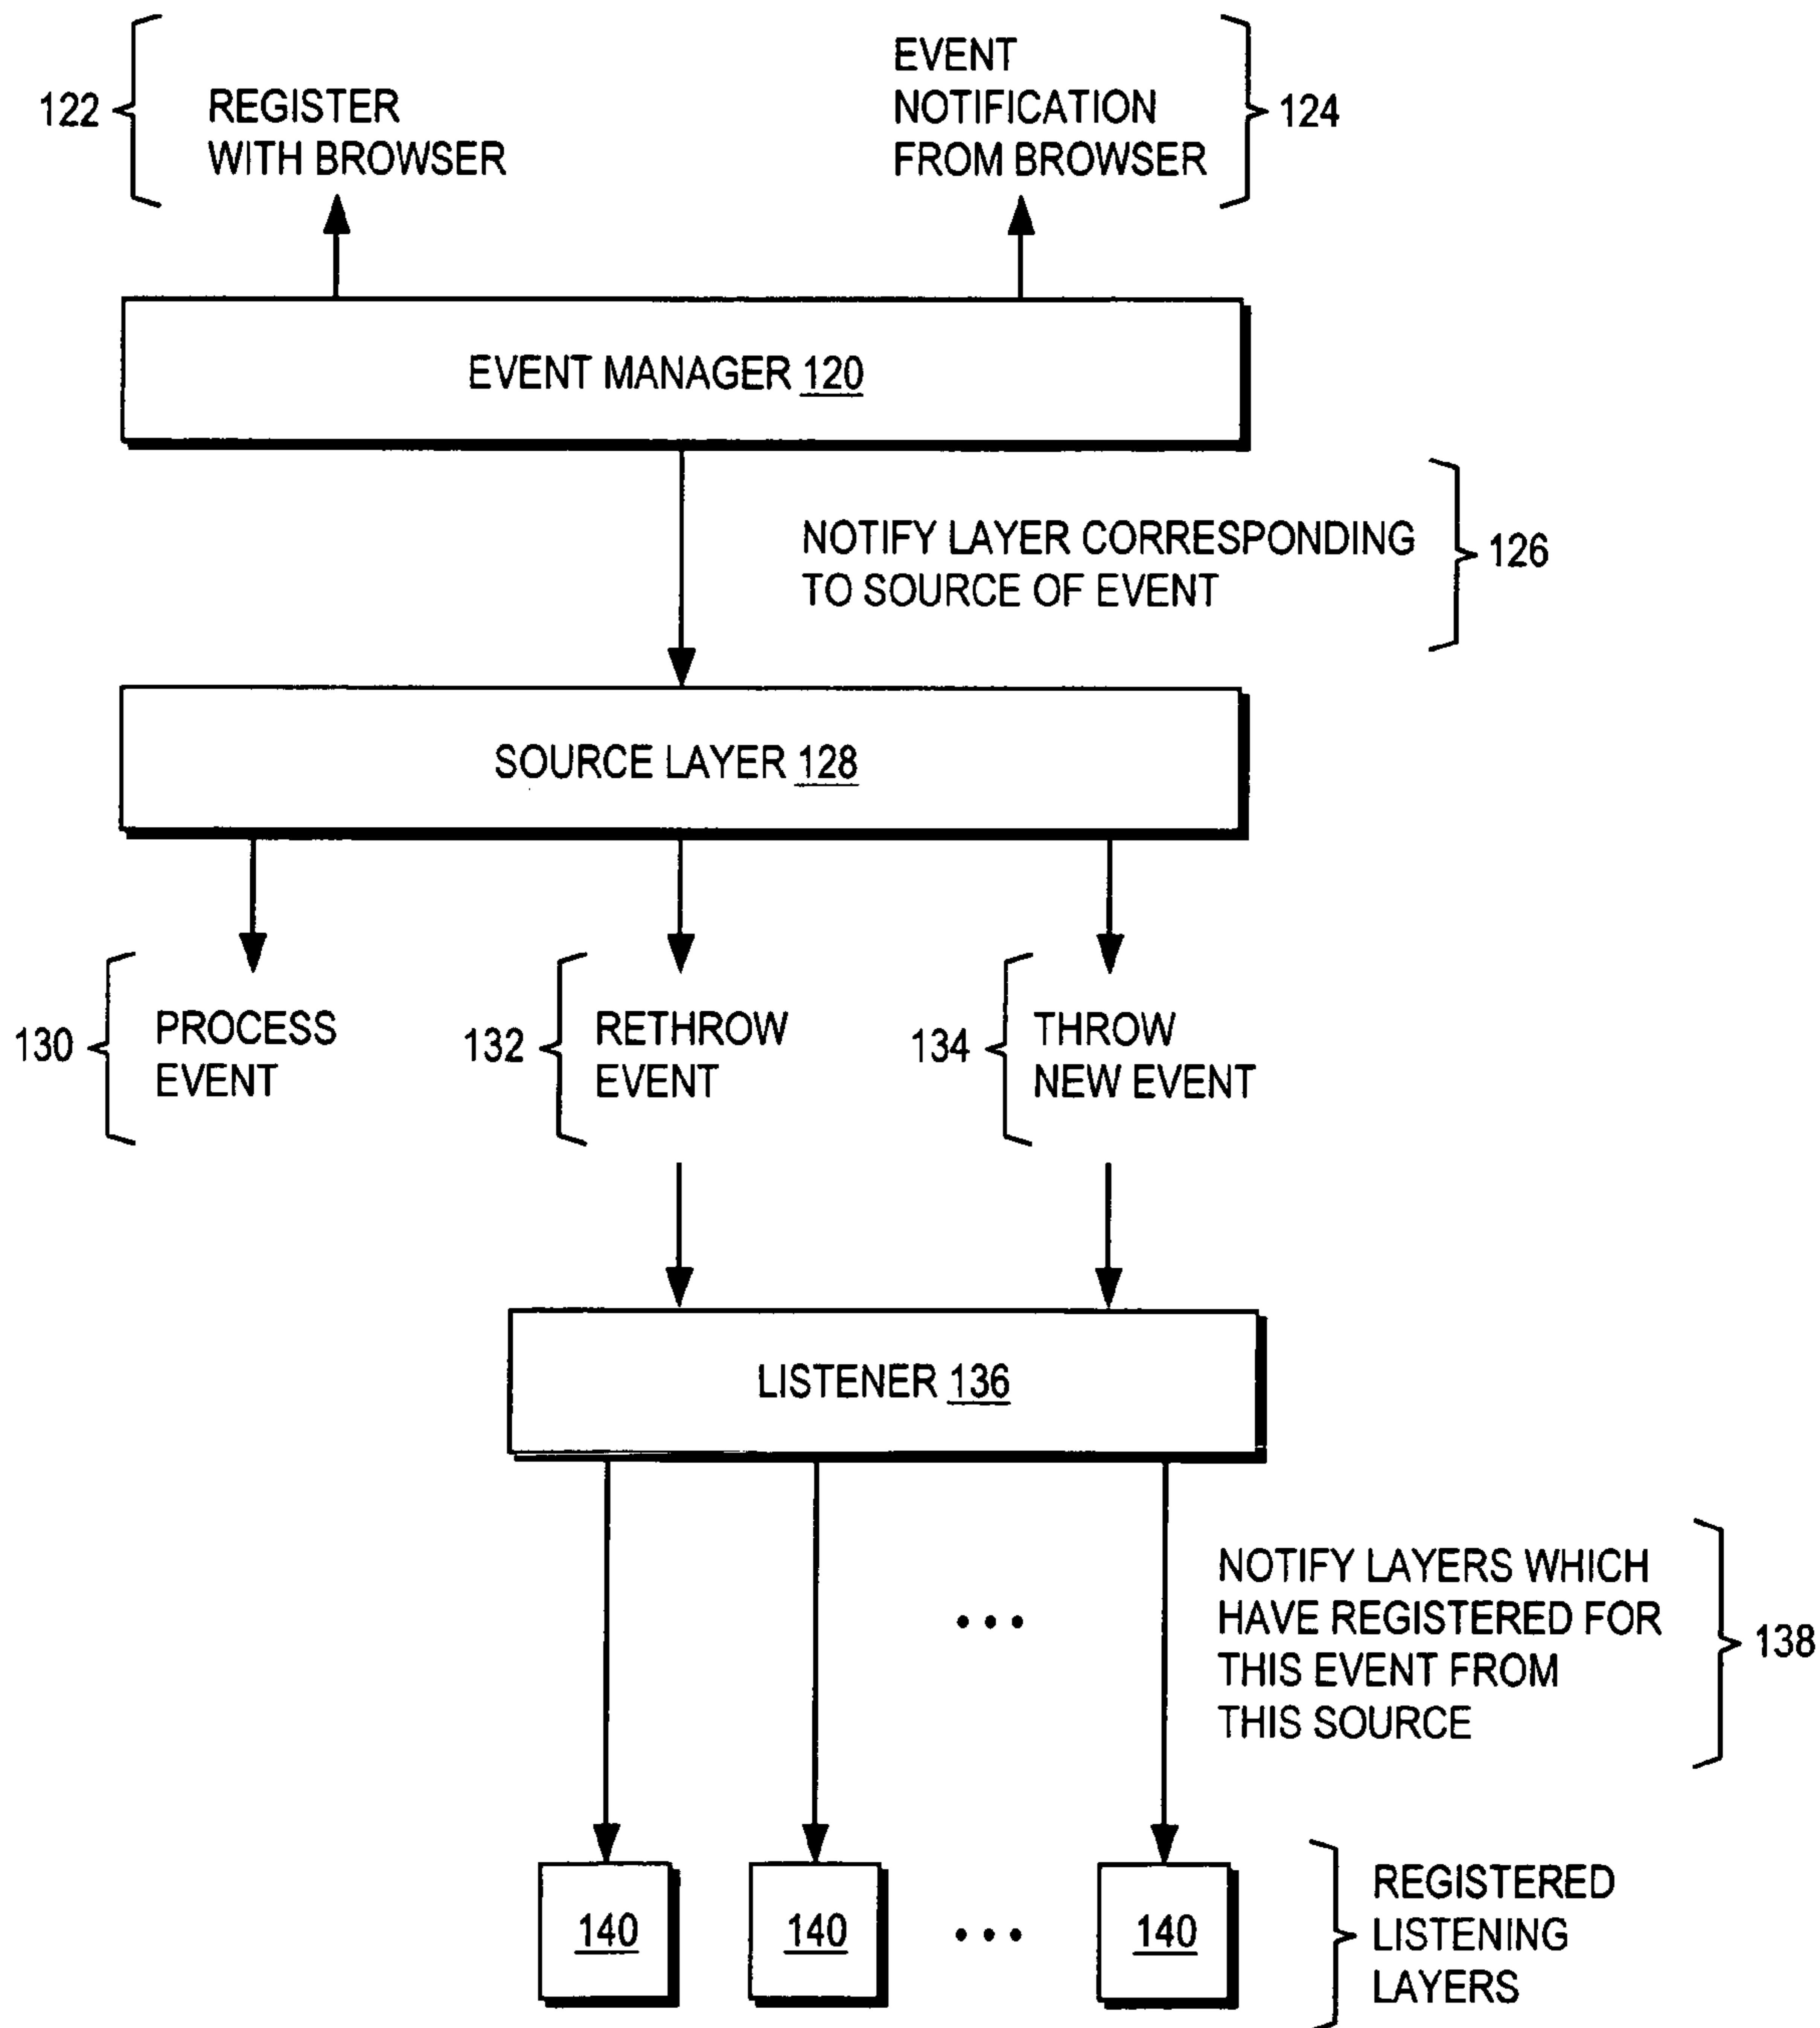 122
REGISTER
WITH BROWSER
EVENT
NOTIFICATION
FROM BROWSER
124
EVENT MANAGER 120
NOTIFY LAYER CORRESPONDING
TO SOURCE OF EVENT
126
SOURCE LAYER 128
130
PROCESS
EVENT
132
RETHROW
EVENT
134
THROW
NEW EVENT
LISTENER 136
NOTIFY LAYERS WHICH
HAVE REGISTERED FOR
THIS EVENT FROM
THIS SOURCE
138
...
140
140
...
140
REGISTERED
LISTENING
LAYERS